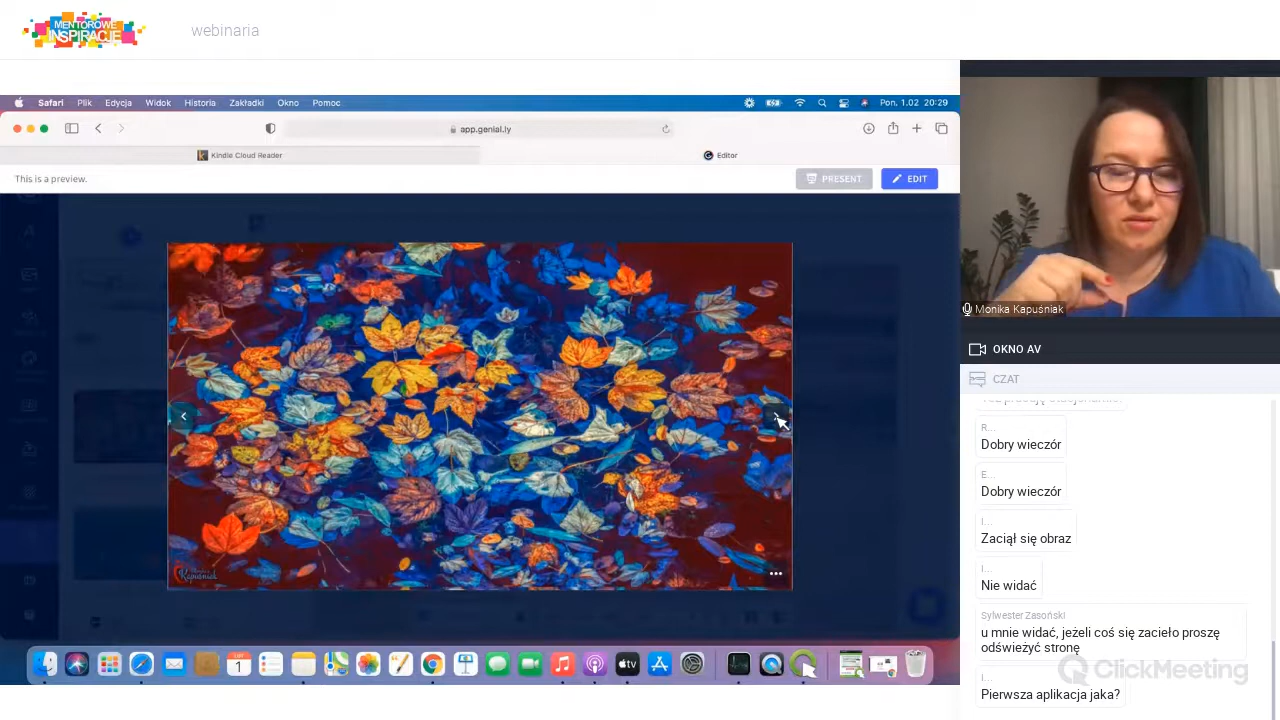 MENTOROWE
INSPIRACJE
webinaria
Safari Plik Edycja Widok Historia Zakładki Okno Pomoc
Pon. 1.02 20:29
app.genial.ly
Kindle Cloud Reader
Editor
This is a preview.
PRESENT
EDIT
Kapuśniak
1
tv
Monika Kapuśniak
OKNO AV
CZAT
R...
Dobry wieczór
E...
Dobry wieczór
I...
Zaciął się obraz
I...
Nie widać
Sylwester Zasoński
u mnie widać, jeżeli coś się zacieło proszę
odświeżyć stronę
ClickMeeting
I...
Pierwsza aplikacja jaka?